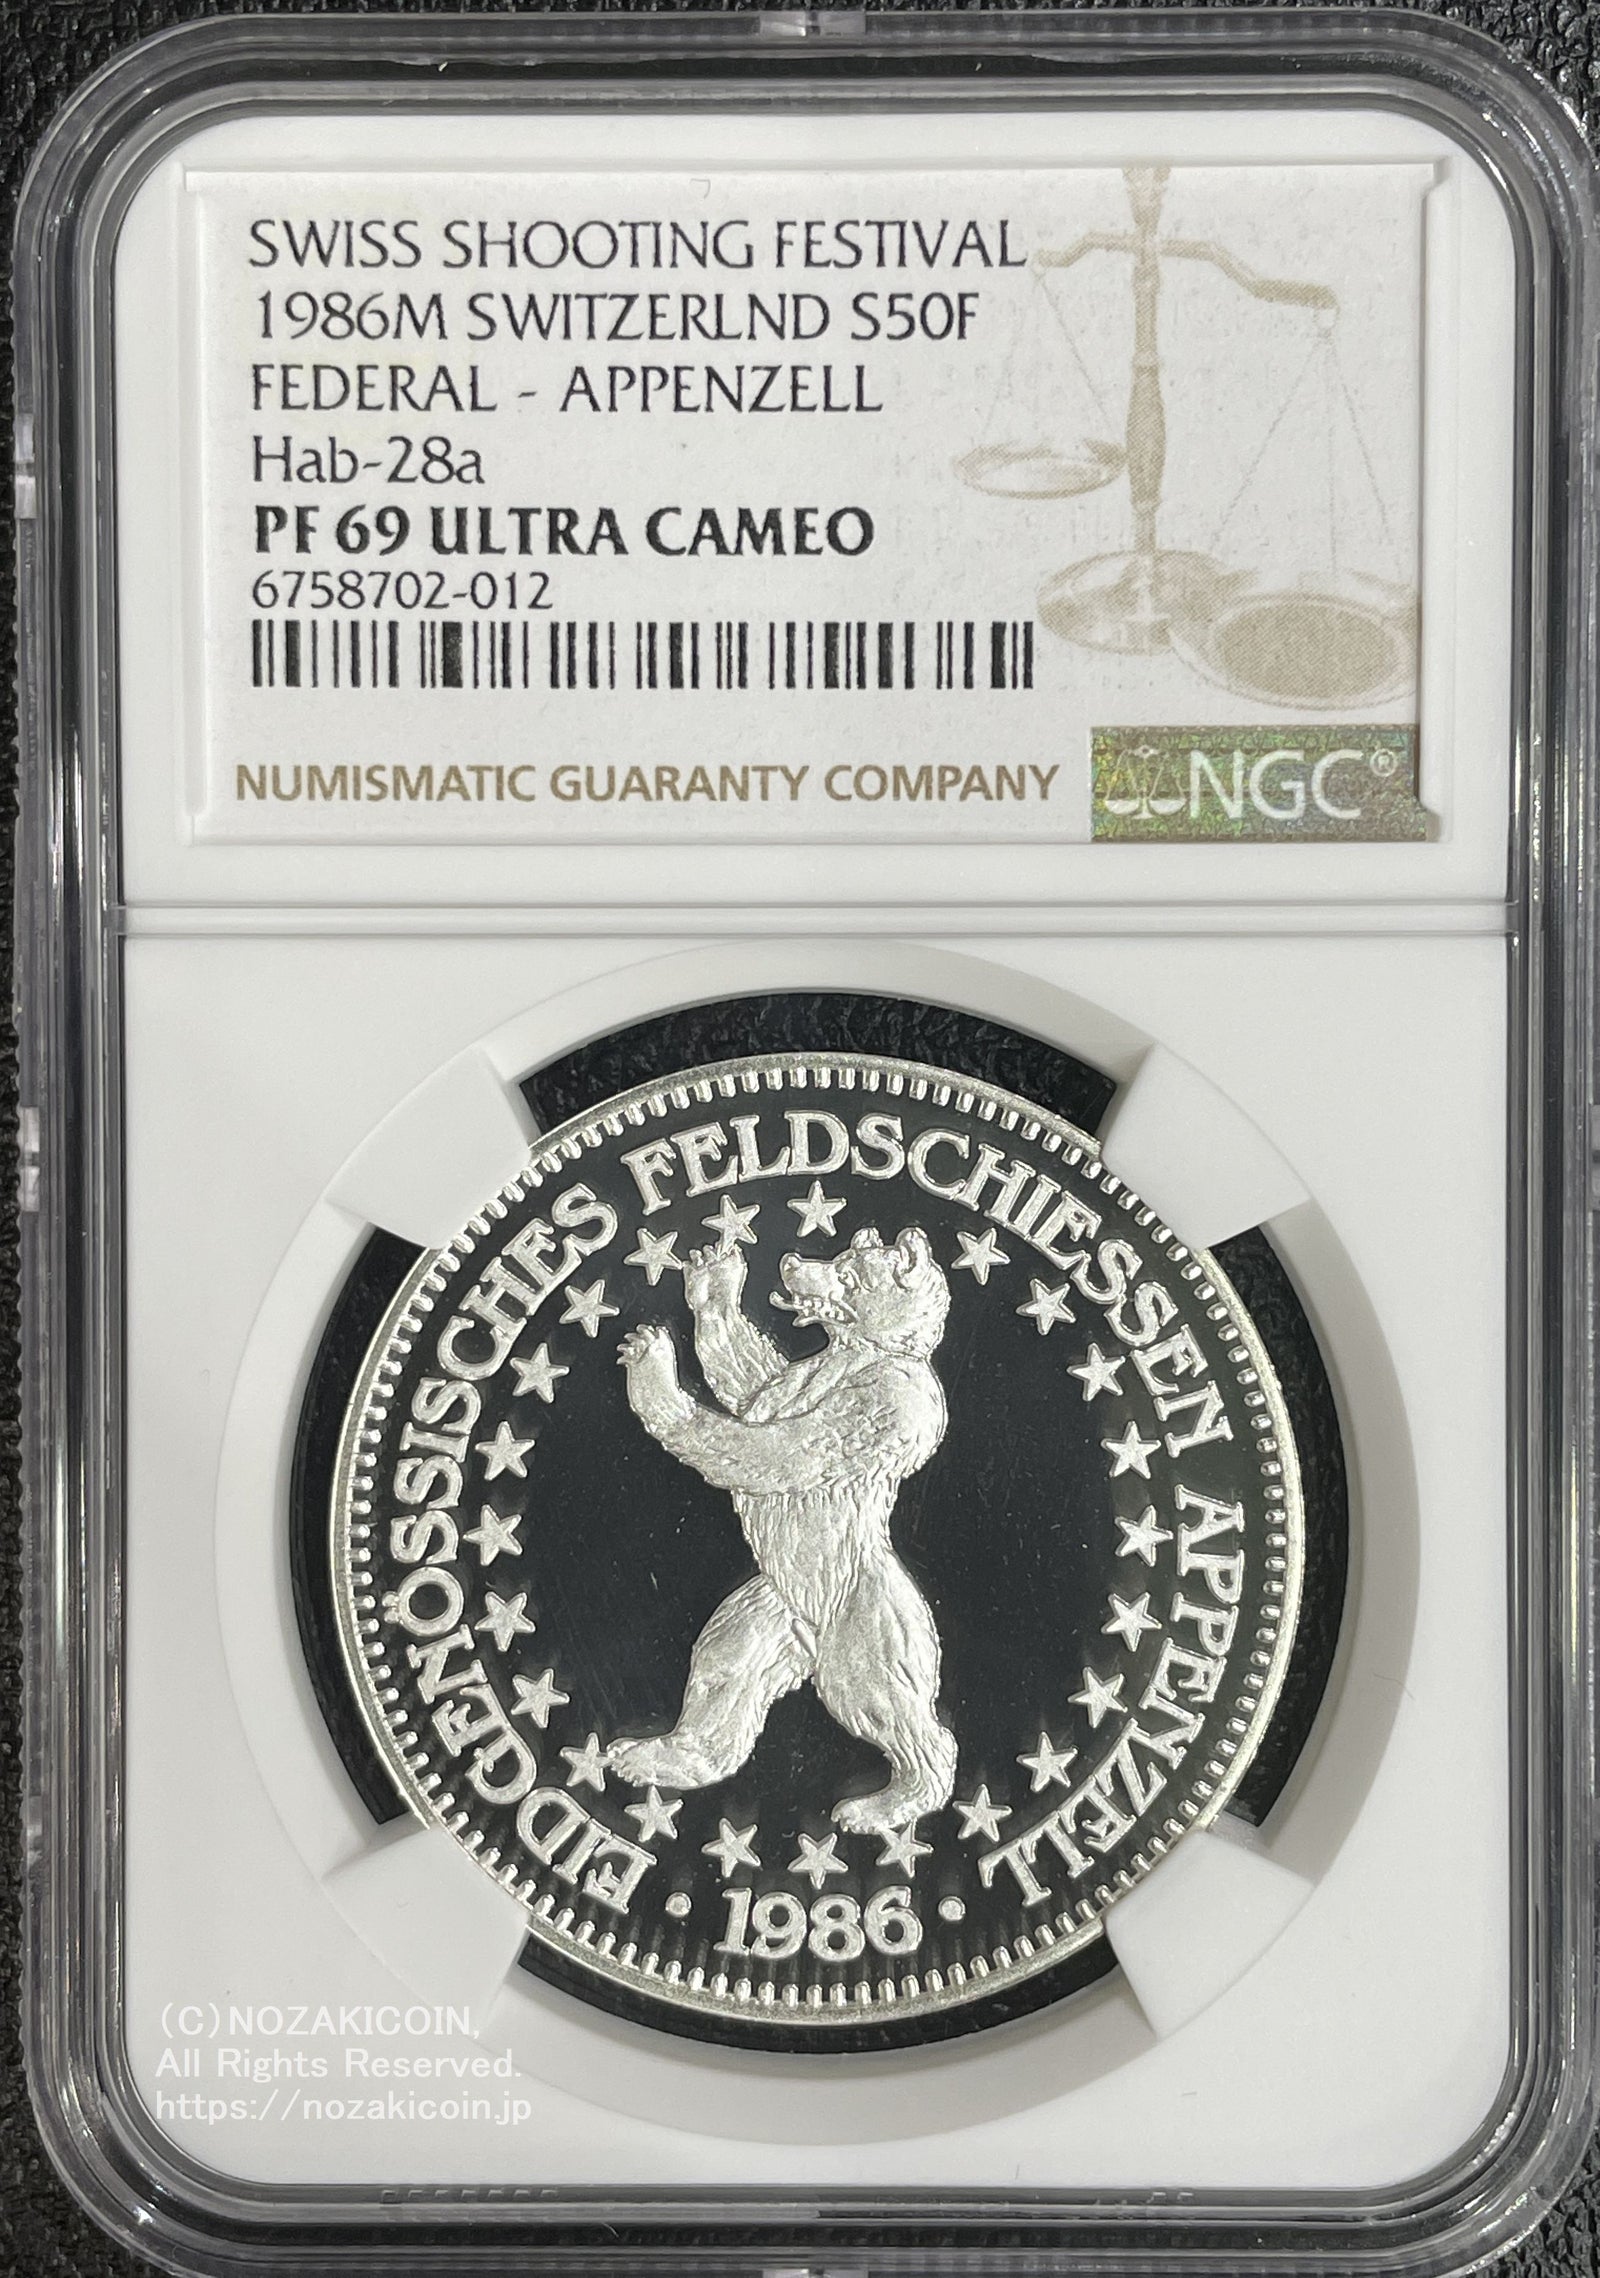 SWISS SHOOTING FESTIVAL
1986M SWITZERLND S50F
FEDERAL - APPENZELL
Hab-28a
PF 69 ULTRA CAMEO
6758702-012
NUMISMATIC GUARANTY COMPANY
NGC®
EIDGENÖSSISCHES FELDSCHIESSEN APPENZELL
· 1986 ·
(C)NOZAKICOIN,
All Rights Reserved.
https://nozakicoin.jp